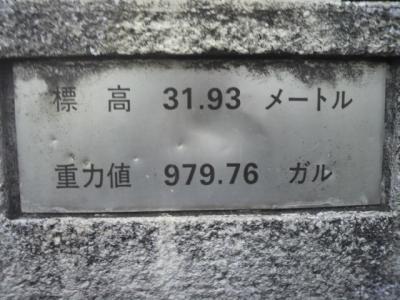 標高 31.93 メートル
重力値 979.76 ガル